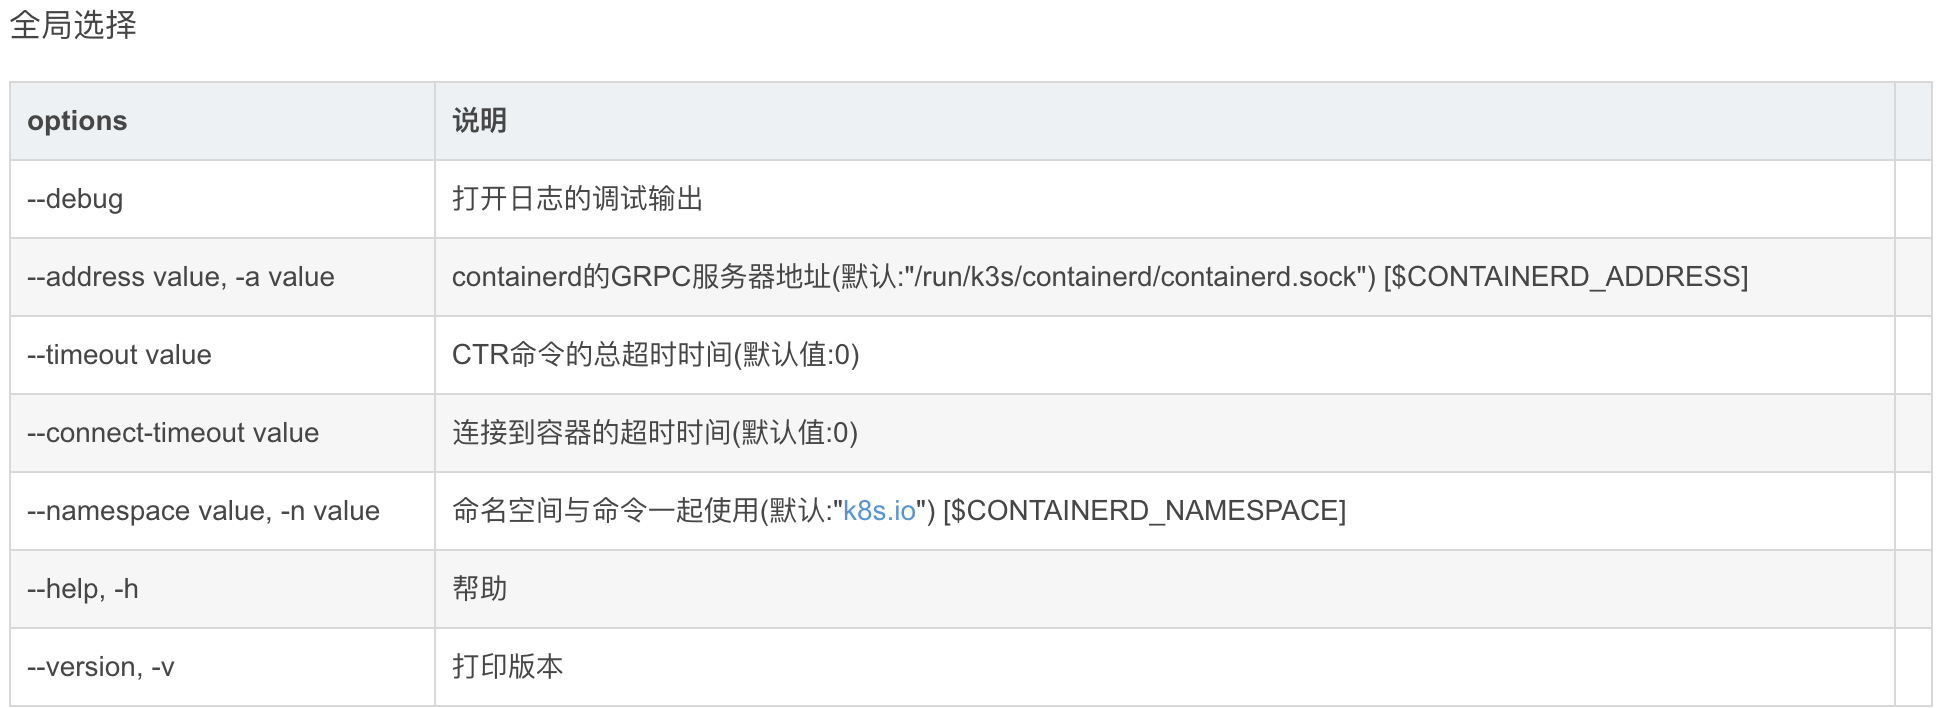 全局选择
options 说明
--debug 打开日志的调试输出
--address value, -a value containerd的GRPC服务器地址(默认:"/run/k3s/containerd/containerd.sock") [$CONTAINERD_ADDRESS]
--timeout value CTR命令的总超时时间(默认值:0)
--connect-timeout value 连接到容器的超时时间(默认值:0)
--namespace value, -n value 命名空间与命令一起使用(默认:"k8s.io") [$CONTAINERD_NAMESPACE]
--help, -h 帮助
--version, -v 打印版本